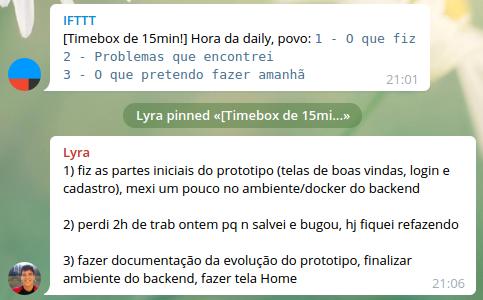 IFTTT
[Timebox de 15min!] Hora da daily, povo: 1 - O que fiz
2 - Problemas que encontrei
3 - O que pretendo fazer amanhã
21:01
Lyra pinned «[Timebox de 15mi...»
Lyra
1) fiz as partes iniciais do prototipo (telas de boas vindas, login e
cadastro), mexi um pouco no ambiente/docker do backend
2) perdi 2h de trab ontem pq n salvei e bugou, hj fiquei refazendo
3) fazer documentação da evolução do prototipo, finalizar
ambiente do backend, fazer tela Home
21:06